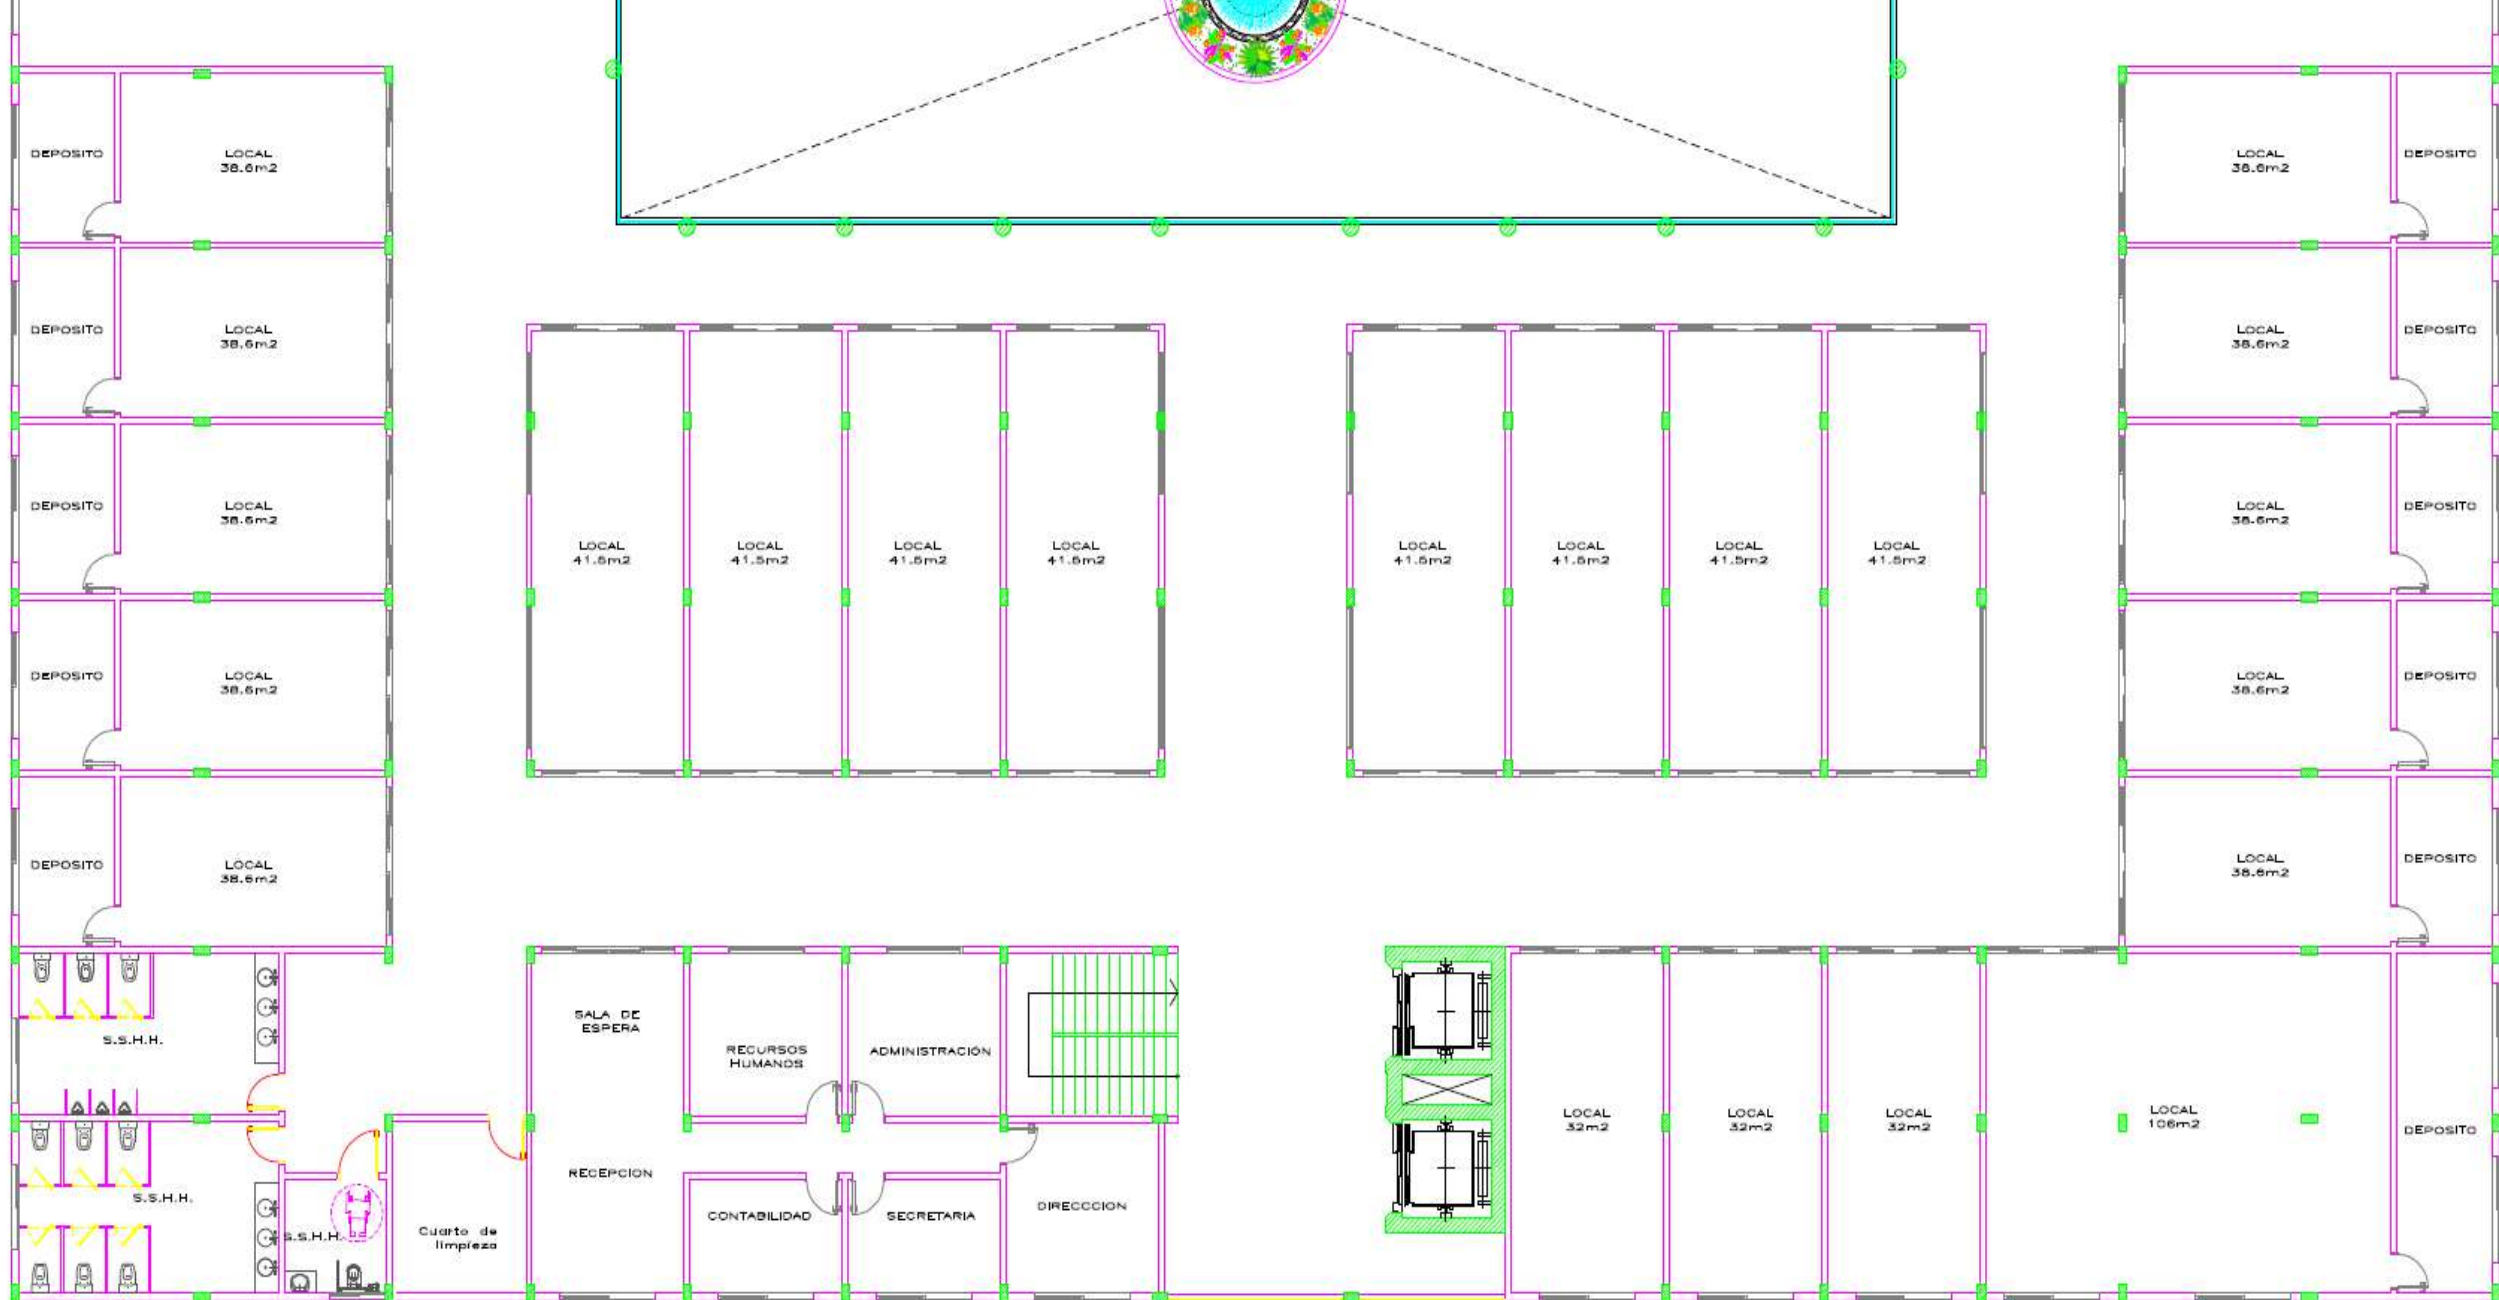 DEPOSITO
LOCAL
38.6m2
LOCAL
38.6m2
DEPOSITO
DEPOSITO
LOCAL
38.6m2
LOCAL
38.6m2
DEPOSITO
DEPOSITO
LOCAL
38.6m2
LOCAL
38.6m2
DEPOSITO
LOCAL
41.5m2
LOCAL
41.5m2
LOCAL
41.5m2
LOCAL
41.5m2
LOCAL
41.5m2
LOCAL
41.5m2
LOCAL
41.5m2
LOCAL
41.5m2
DEPOSITO
LOCAL
38.6m2
LOCAL
38.6m2
DEPOSITO
DEPOSITO
LOCAL
38.6m2
LOCAL
38.6m2
DEPOSITO
SALA DE
ESPERA
S.S.H.H.
RECURSOS
HUMANOS
ADMINISTRACIÓN
LOCAL
32m2
LOCAL
32m2
LOCAL
32m2
LOCAL
106m2
DEPOSITO
RECEPCION
S.S.H.H.
CONTABILIDAD
SECRETARIA
DIRECCCION
S.S.H.H.
Cuarto de
limpieza